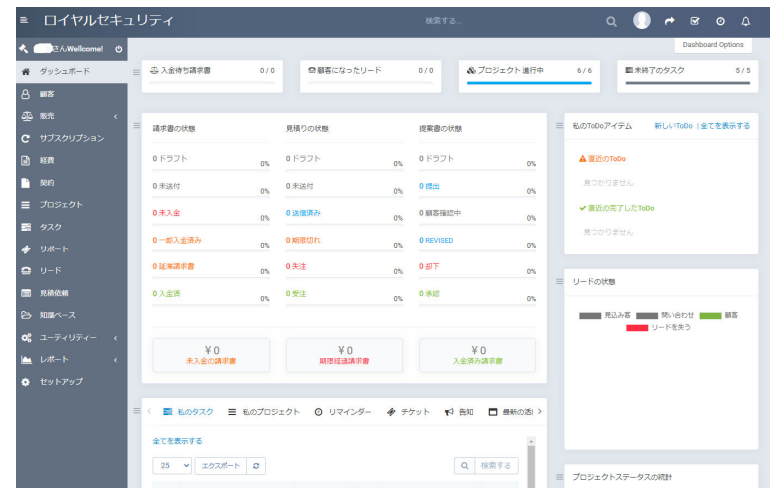 ロイヤルセキュリティ
検索する...
さんWellcome!
Dashboard Options
ダッシュボード
顧客
販売
サブスクリプション
経費
契約
プロジェクト
タスク
サポート
リード
見積依頼
知識ベース
ユーティリティー
レポート
セットアップ
入金待ち請求書 0 / 0
顧客になったリード 0 / 0
プロジェクト 進行中 6 / 6
未終了のタスク 5 / 5
請求書の状態
0 ドラフト 0%
0 未送付 0%
0 未入金 0%
0 一部入金済み 0%
0 延滞請求書 0%
0 入金済 0%
見積りの状態
0 ドラフト 0%
0 未送付 0%
0 送信済み 0%
0 期限切れ 0%
0 失注 0%
0 受注 0%
提案書の状態
0 ドラフト 0%
0 提出 0%
0 顧客確認中 0%
0 REVISED 0%
0 却下 0%
0 承認 0%
¥ 0
未入金の請求書
¥ 0
期限経過請求書
¥ 0
入金済み請求書
私のタスク 私のプロジェクト リマインダー チケット 告知 最新の活
全てを表示する
25 エクスポート
検索する
私のToDoアイテム 新しいToDo | 全てを表示する
直近のToDo
見つかりません
直近の完了したToDo
見つかりません
リードの状態
見込み客 問い合わせ 顧客
リードを失う
プロジェクトステータスの統計